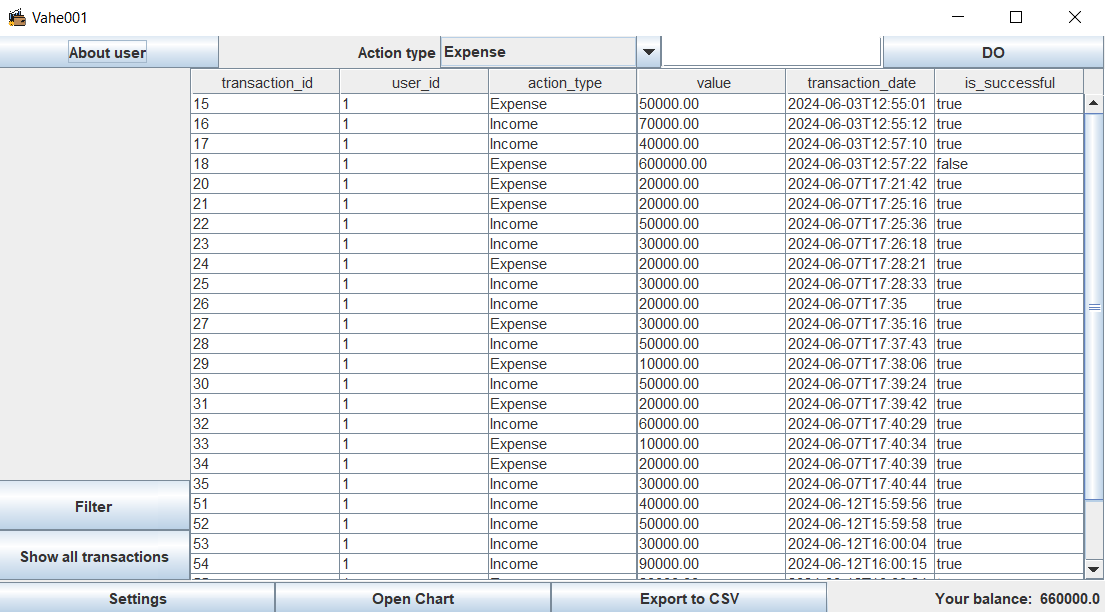 Vahe001
About user Action type Expense DO
transaction_id user_id action_type value transaction_date is_successful
15 1 Expense 50000.00 2024-06-03T12:55:01 true
16 1 Income 70000.00 2024-06-03T12:55:12 true
17 1 Income 40000.00 2024-06-03T12:57:10 true
18 1 Expense 600000.00 2024-06-03T12:57:22 false
20 1 Expense 20000.00 2024-06-07T17:21:42 true
21 1 Expense 20000.00 2024-06-07T17:25:16 true
22 1 Income 50000.00 2024-06-07T17:25:36 true
23 1 Income 30000.00 2024-06-07T17:26:18 true
24 1 Expense 20000.00 2024-06-07T17:28:21 true
25 1 Income 30000.00 2024-06-07T17:28:33 true
26 1 Income 20000.00 2024-06-07T17:35 true
27 1 Expense 30000.00 2024-06-07T17:35:16 true
28 1 Income 50000.00 2024-06-07T17:37:43 true
29 1 Expense 10000.00 2024-06-07T17:38:06 true
30 1 Income 50000.00 2024-06-07T17:39:24 true
31 1 Expense 20000.00 2024-06-07T17:39:42 true
32 1 Income 60000.00 2024-06-07T17:40:29 true
33 1 Expense 10000.00 2024-06-07T17:40:34 true
34 1 Expense 20000.00 2024-06-07T17:40:39 true
35 1 Income 30000.00 2024-06-07T17:40:44 true
51 1 Income 40000.00 2024-06-12T15:59:56 true
52 1 Income 50000.00 2024-06-12T15:59:58 true
53 1 Income 30000.00 2024-06-12T16:00:04 true
54 1 Income 90000.00 2024-06-12T16:00:15 true
Filter
Show all transactions
Settings Open Chart Export to CSV Your balance: 660000.0